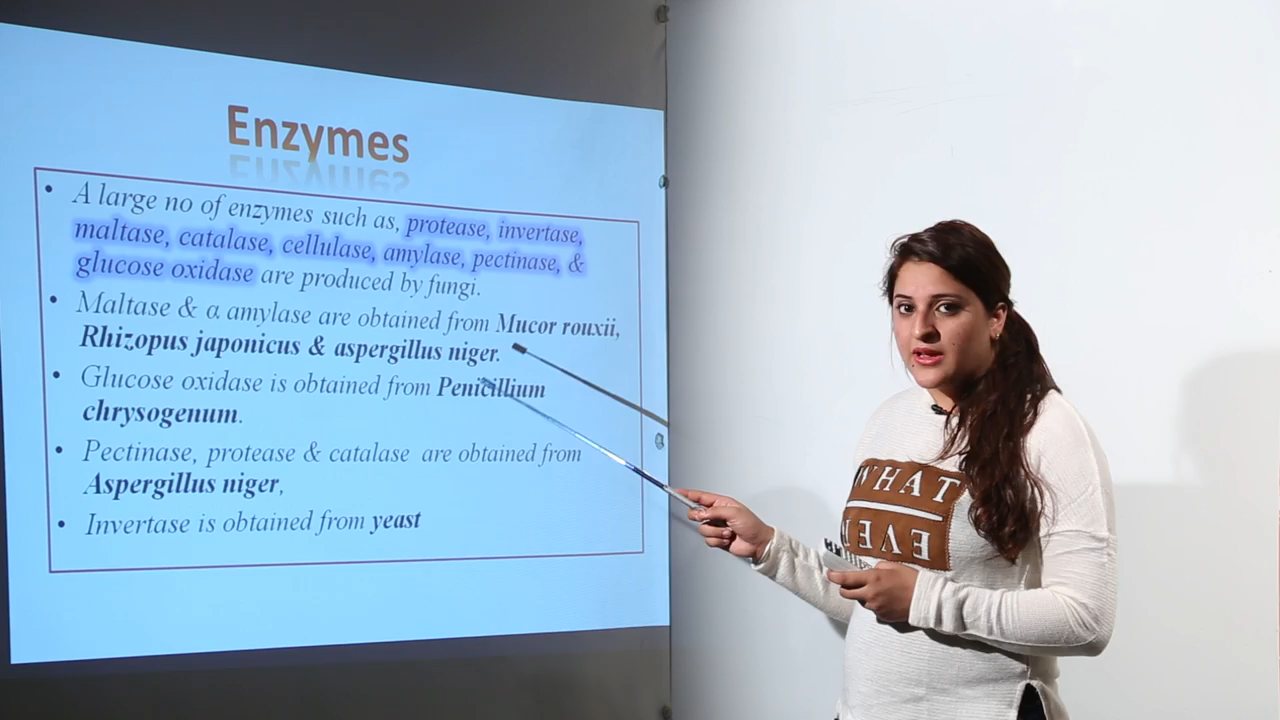 Enzymes
• A large no of enzymes such as, protease, invertase,
maltase, catalase, cellulase, amylase, pectinase, &
glucose oxidase are produced by fungi.
• Maltase & α amylase are obtained from Mucor rouxii,
Rhizopus japonicus & aspergillus niger.
• Glucose oxidase is obtained from Penicillium
chrysogenum.
• Pectinase, protease & catalase are obtained from
Aspergillus niger,
• Invertase is obtained from yeast
WHAT
EVER